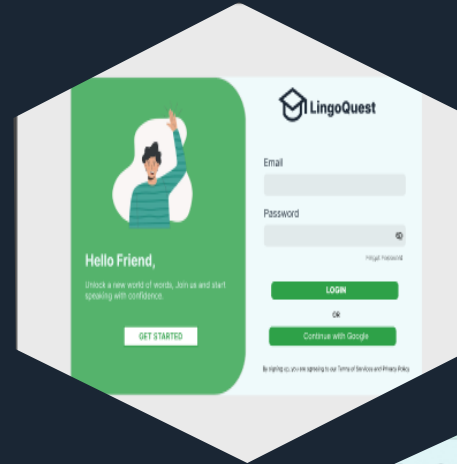 LingoQuest
Email
Password
Forgot Password
Hello Friend,
Unlock a new world of words, Join us and start
speaking with confidence.
GET STARTED
LOGIN
OR
Continue with Google
By signing up, you are agreeing to our Terms of Services and Privacy Policy